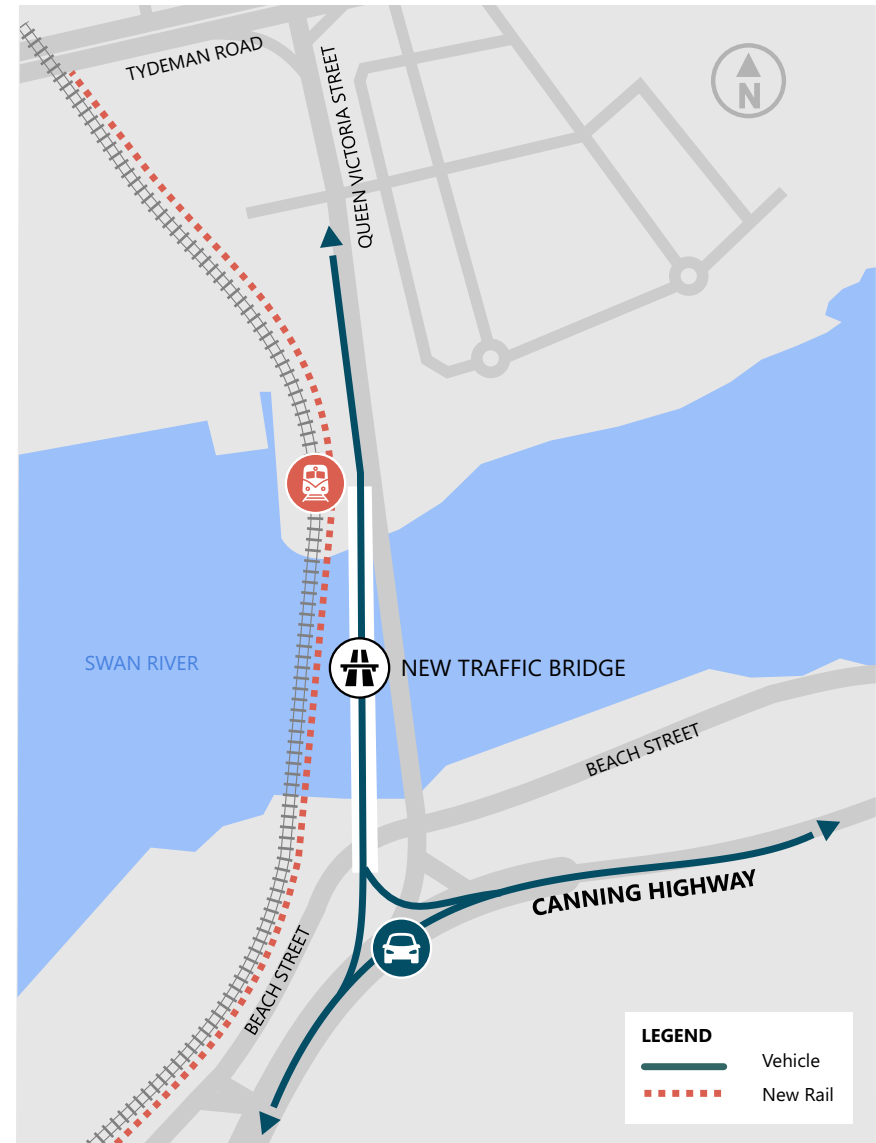 TYDEMAN ROAD
QUEEN VICTORIA STREET
N
SWAN RIVER
NEW TRAFFIC BRIDGE
BEACH STREET
CANNING HIGHWAY
BEACH STREET
LEGEND
Vehicle
New Rail